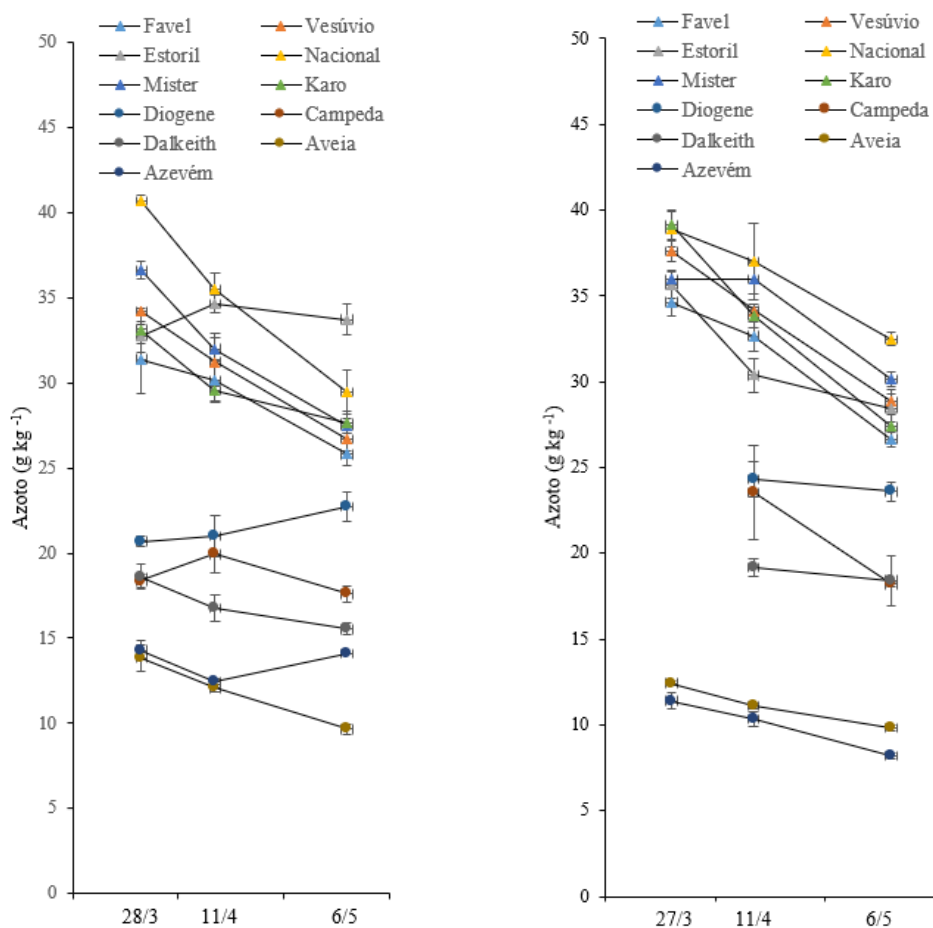 Favel Vesúvio
Estoril Nacional
Mister Karo
Diogene Campeda
Dalkeith Aveia
Azevém
50
45
40
35
30
25
20
15
10
5
0
Azoto (g kg -1)
28/3 11/4 6/5
Favel Vesúvio
Estoril Nacional
Mister Karo
Diogene Campeda
Dalkeith Aveia
Azevém
50
45
40
35
30
25
20
15
10
5
0
Azoto (g kg -1)
27/3 11/4 6/5